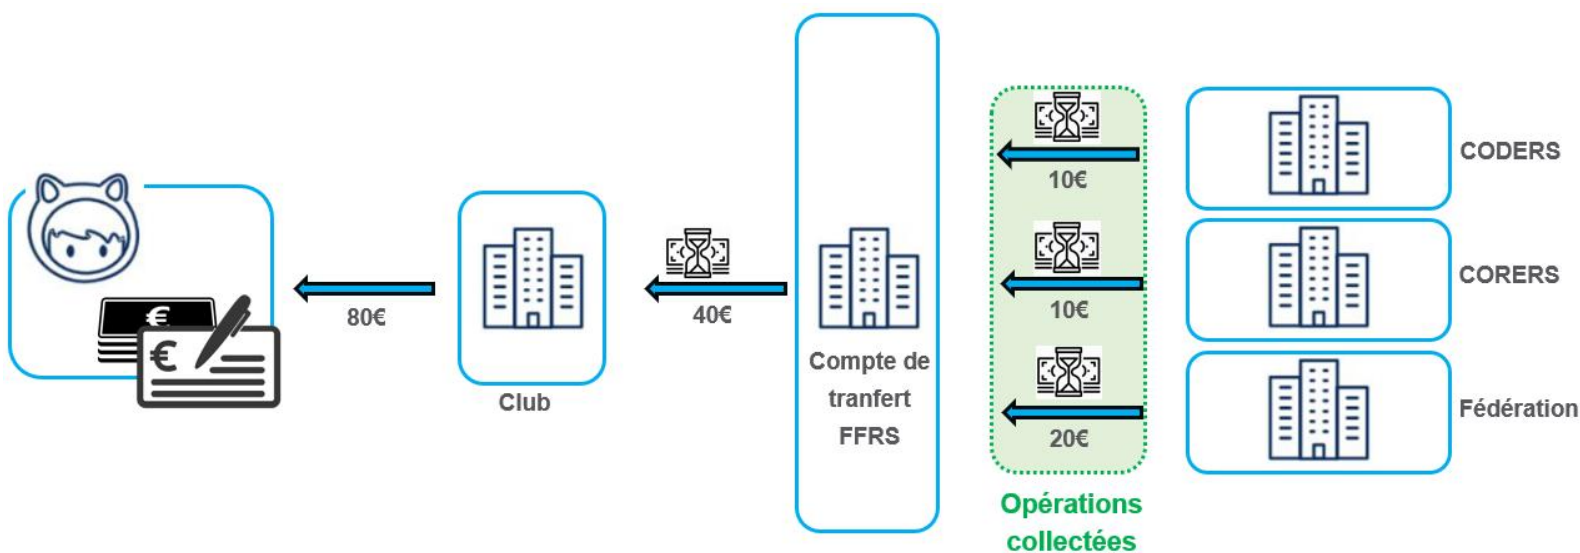 10€
CODERS
€
€
80€
Club
40€
Compte de
tranfert
FFRS
10€
CORERS
20€
Fédération
Opérations
collectées